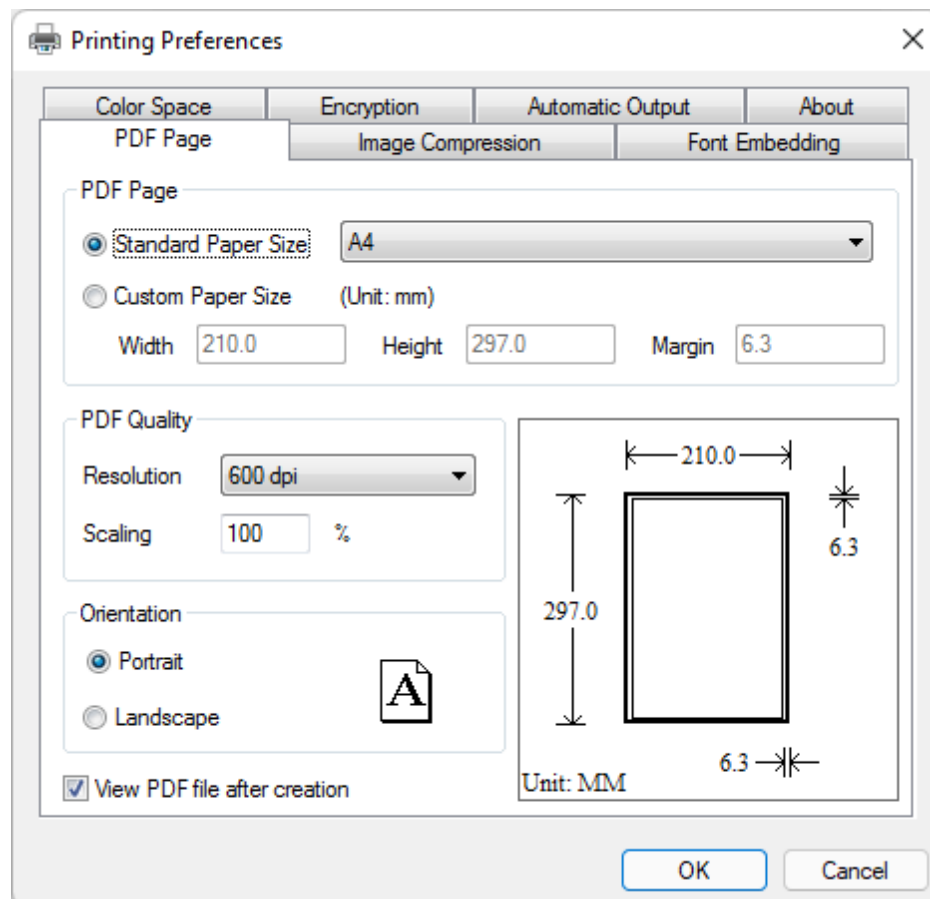 Printing Preferences
Color Space Encryption Automatic Output About
PDF Page Image Compression Font Embedding
PDF Page
Standard Paper Size A4
Custom Paper Size (Unit: mm)
Width 210.0 Height 297.0 Margin 6.3
PDF Quality
Resolution 600 dpi
Scaling 100 %
Orientation
Portrait
Landscape
A
View PDF file after creation
210.0
6.3
297.0
6.3
Unit: MM
OK Cancel